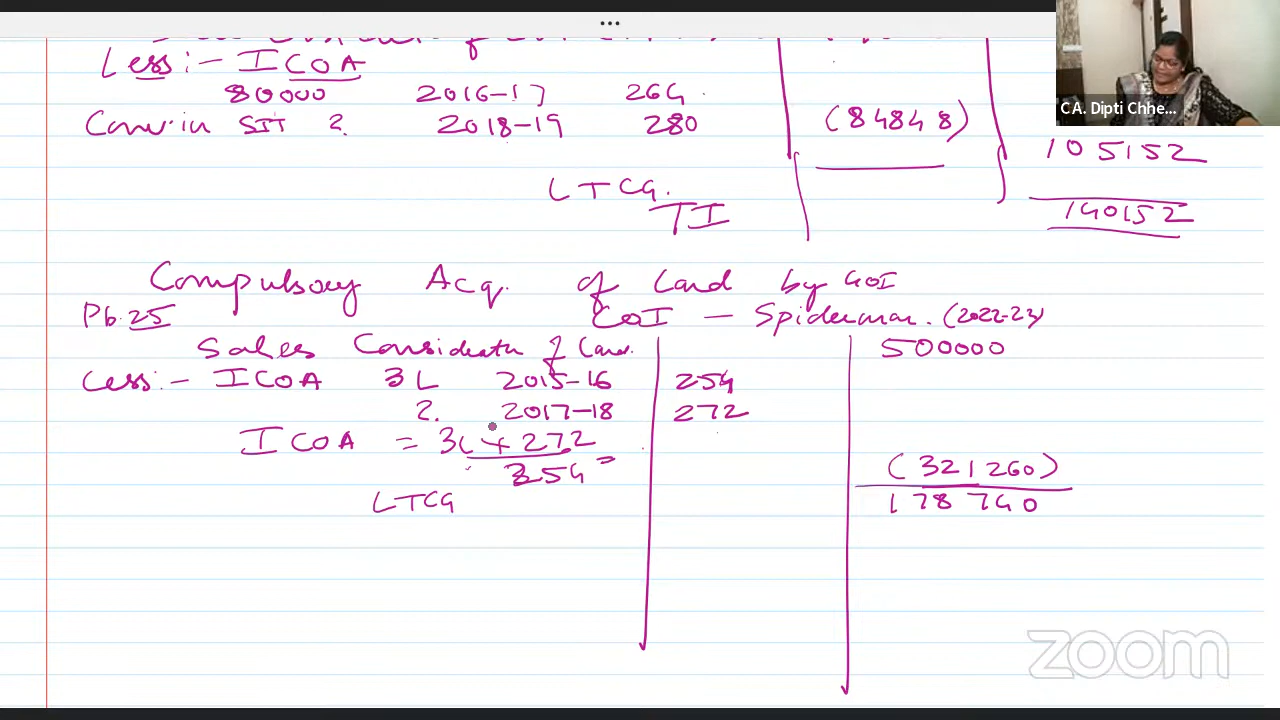 ...
Less :- ICOA
80000 2016-17 264
Conv. in SIT 2. 2018-19 280 (84848)
105152
LTCG.
TI 140152
Compulsory Acq. of Land by GOI
Pb.25 COI - Spiderman. (2022-23)
Sales Consideratn of Land. 500000
Less :- ICOA 3L 2015-16 254
2. 2017-18 272
ICOA = 3L × 272
254 (321260)
LTCG 178740
CA. Dipti Chhe...
zoom